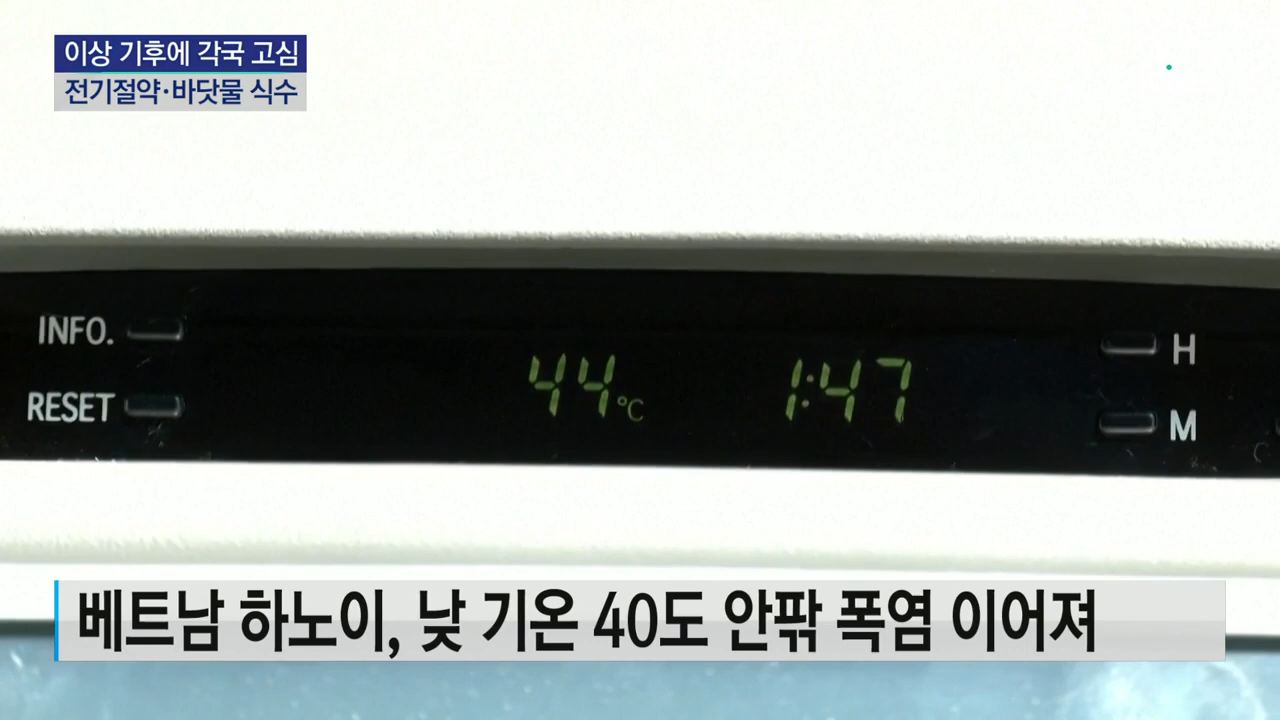 이상 기후에 각국 고심
전기절약·바닷물 식수
INFO.
RESET
44°C
1:47
H
M
베트남 하노이, 낮 기온 40도 안팎 폭염 이어져